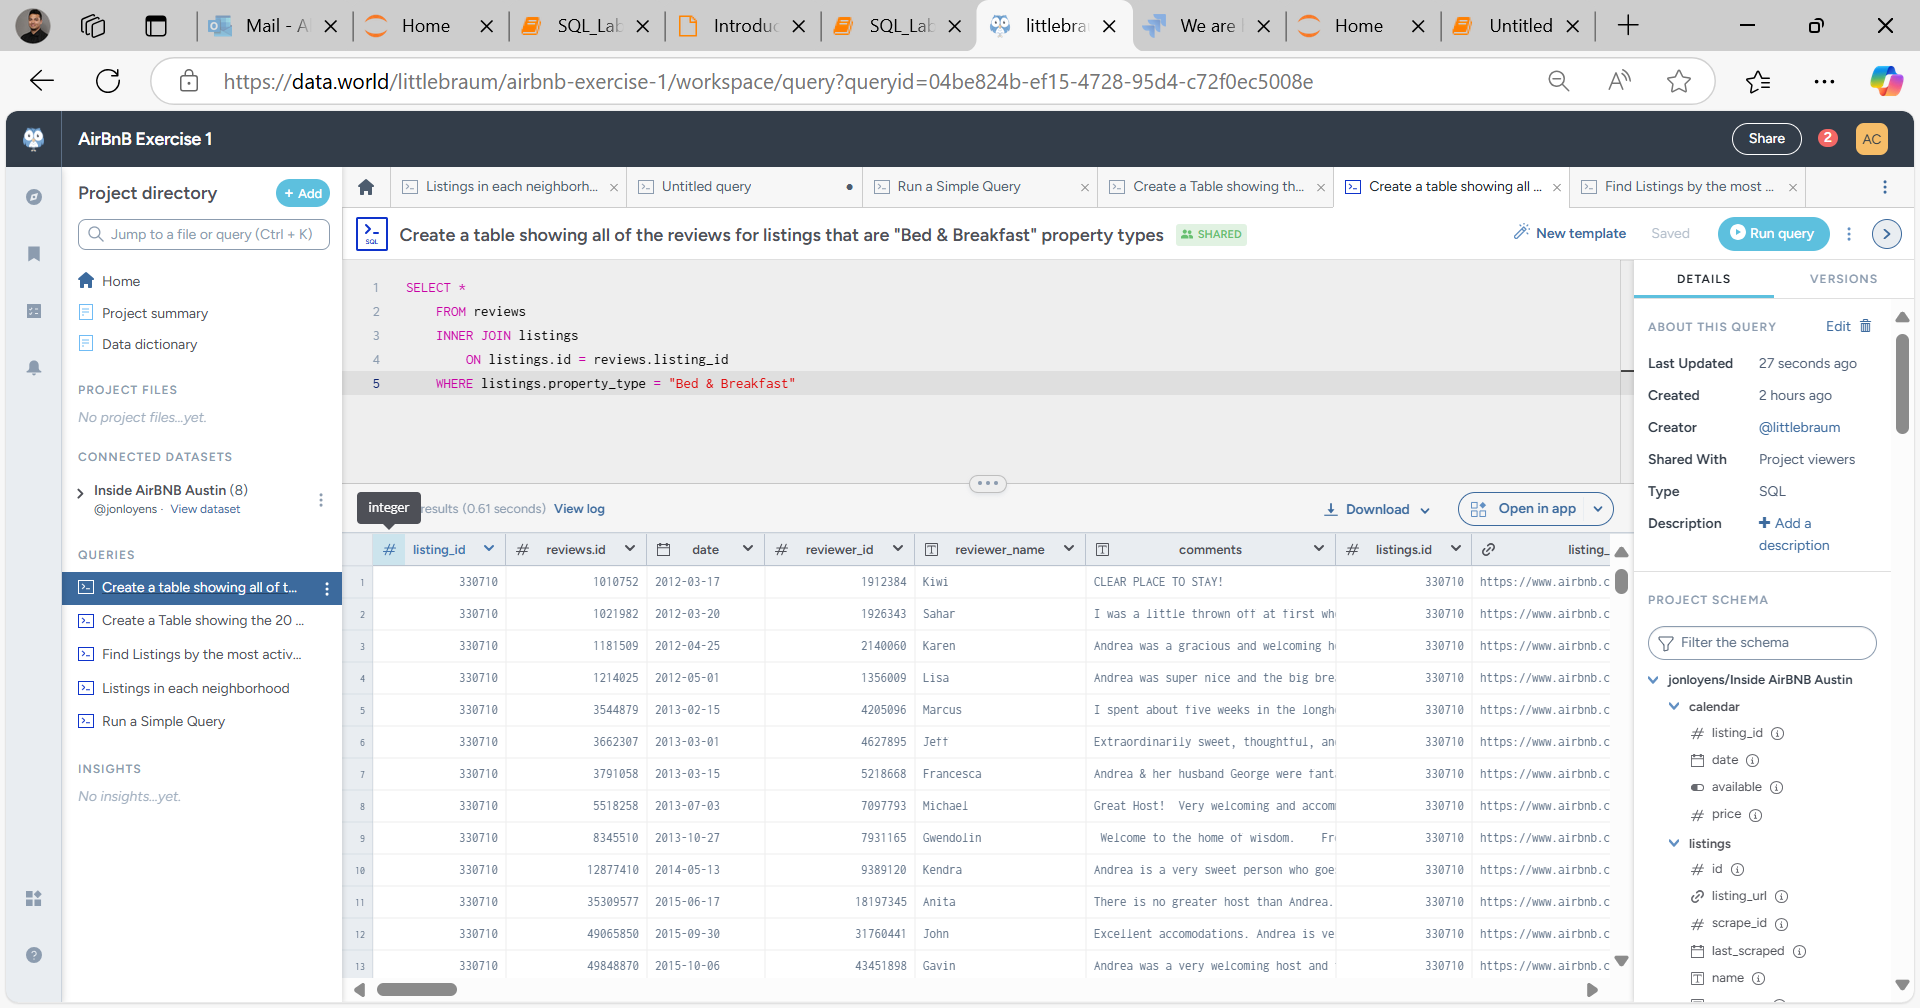 Mail - A
Home
SQL_Lab
Introduc
SQL_Lab
littlebra
We are
Home
Untitled
https://data.world/littlebraum/airbnb-exercise-1/workspace/query?queryid=04be824b-ef15-4728-95d4-c72f0ec5008e
AirBnB Exercise 1
Share
2
AC
Project directory
+ Add
Jump to a file or query (Ctrl + K)
Home
Project summary
Data dictionary
PROJECT FILES
No project files...yet.
CONNECTED DATASETS
Inside AirBNB Austin (8)
@jonloyens · View dataset
QUERIES
Create a table showing all of t...
Create a Table showing the 20 ...
Find Listings by the most activ...
Listings in each neighborhood
Run a Simple Query
INSIGHTS
No insights...yet.
Listings in each neighborh...
Untitled query
Run a Simple Query
Create a Table showing th...
Create a table showing all ...
Find Listings by the most ...
SQL
Create a table showing all of the reviews for listings that are "Bed & Breakfast" property types
SHARED
New template
Saved
Run query
1 SELECT *
2 FROM reviews
3 INNER JOIN listings
4 ON listings.id = reviews.listing_id
5 WHERE listings.property_type = "Bed & Breakfast"
integer
results (0.61 seconds) View log
Download
Open in app
# listing_id # reviews.id date # reviewer_id reviewer_name comments # listings.id listing_
1 330710 1010752 2012-03-17 1912384 Kiwi CLEAR PLACE TO STAY! 330710 https://www.airbnb.c
2 330710 1021982 2012-03-20 1926343 Sahar I was a little thrown off at first wh 330710 https://www.airbnb.c
3 330710 1181509 2012-04-25 2140060 Karen Andrea was a gracious and welcoming h 330710 https://www.airbnb.c
4 330710 1214025 2012-05-01 1356009 Lisa Andrea was super nice and the big bre 330710 https://www.airbnb.c
5 330710 3544879 2013-02-15 4205096 Marcus I spent about five weeks in the longh 330710 https://www.airbnb.c
6 330710 3662307 2013-03-01 4627895 Jeff Extraordinarily sweet, thoughtful, an 330710 https://www.airbnb.c
7 330710 3791058 2013-03-15 5218668 Francesca Andrea & her husband George were fant 330710 https://www.airbnb.c
8 330710 5518258 2013-07-03 7097793 Michael Great Host! Very welcoming and accom 330710 https://www.airbnb.c
9 330710 8345510 2013-10-27 7931165 Gwendolin Welcome to the home of wisdom. Fr 330710 https://www.airbnb.c
10 330710 12877410 2014-05-13 9389120 Kendra Andrea is a very sweet person who goe 330710 https://www.airbnb.c
11 330710 35309577 2015-06-17 18197345 Anita There is no greater host than Andrea. 330710 https://www.airbnb.c
12 330710 49065850 2015-09-30 31760441 John Excellent accomodations. Andrea is ve 330710 https://www.airbnb.c
13 330710 49848870 2015-10-06 43451898 Gavin Andrea was a very welcoming host and 330710 https://www.airbnb.c
DETAILS
VERSIONS
ABOUT THIS QUERY
Edit
Last Updated 27 seconds ago
Created 2 hours ago
Creator @littlebraum
Shared With Project viewers
Type SQL
Description + Add a
description
PROJECT SCHEMA
Filter the schema
jonloyens/Inside AirBNB Austin
calendar
# listing_id
date
available
# price
listings
# id
listing_url
# scrape_id
last_scraped
name